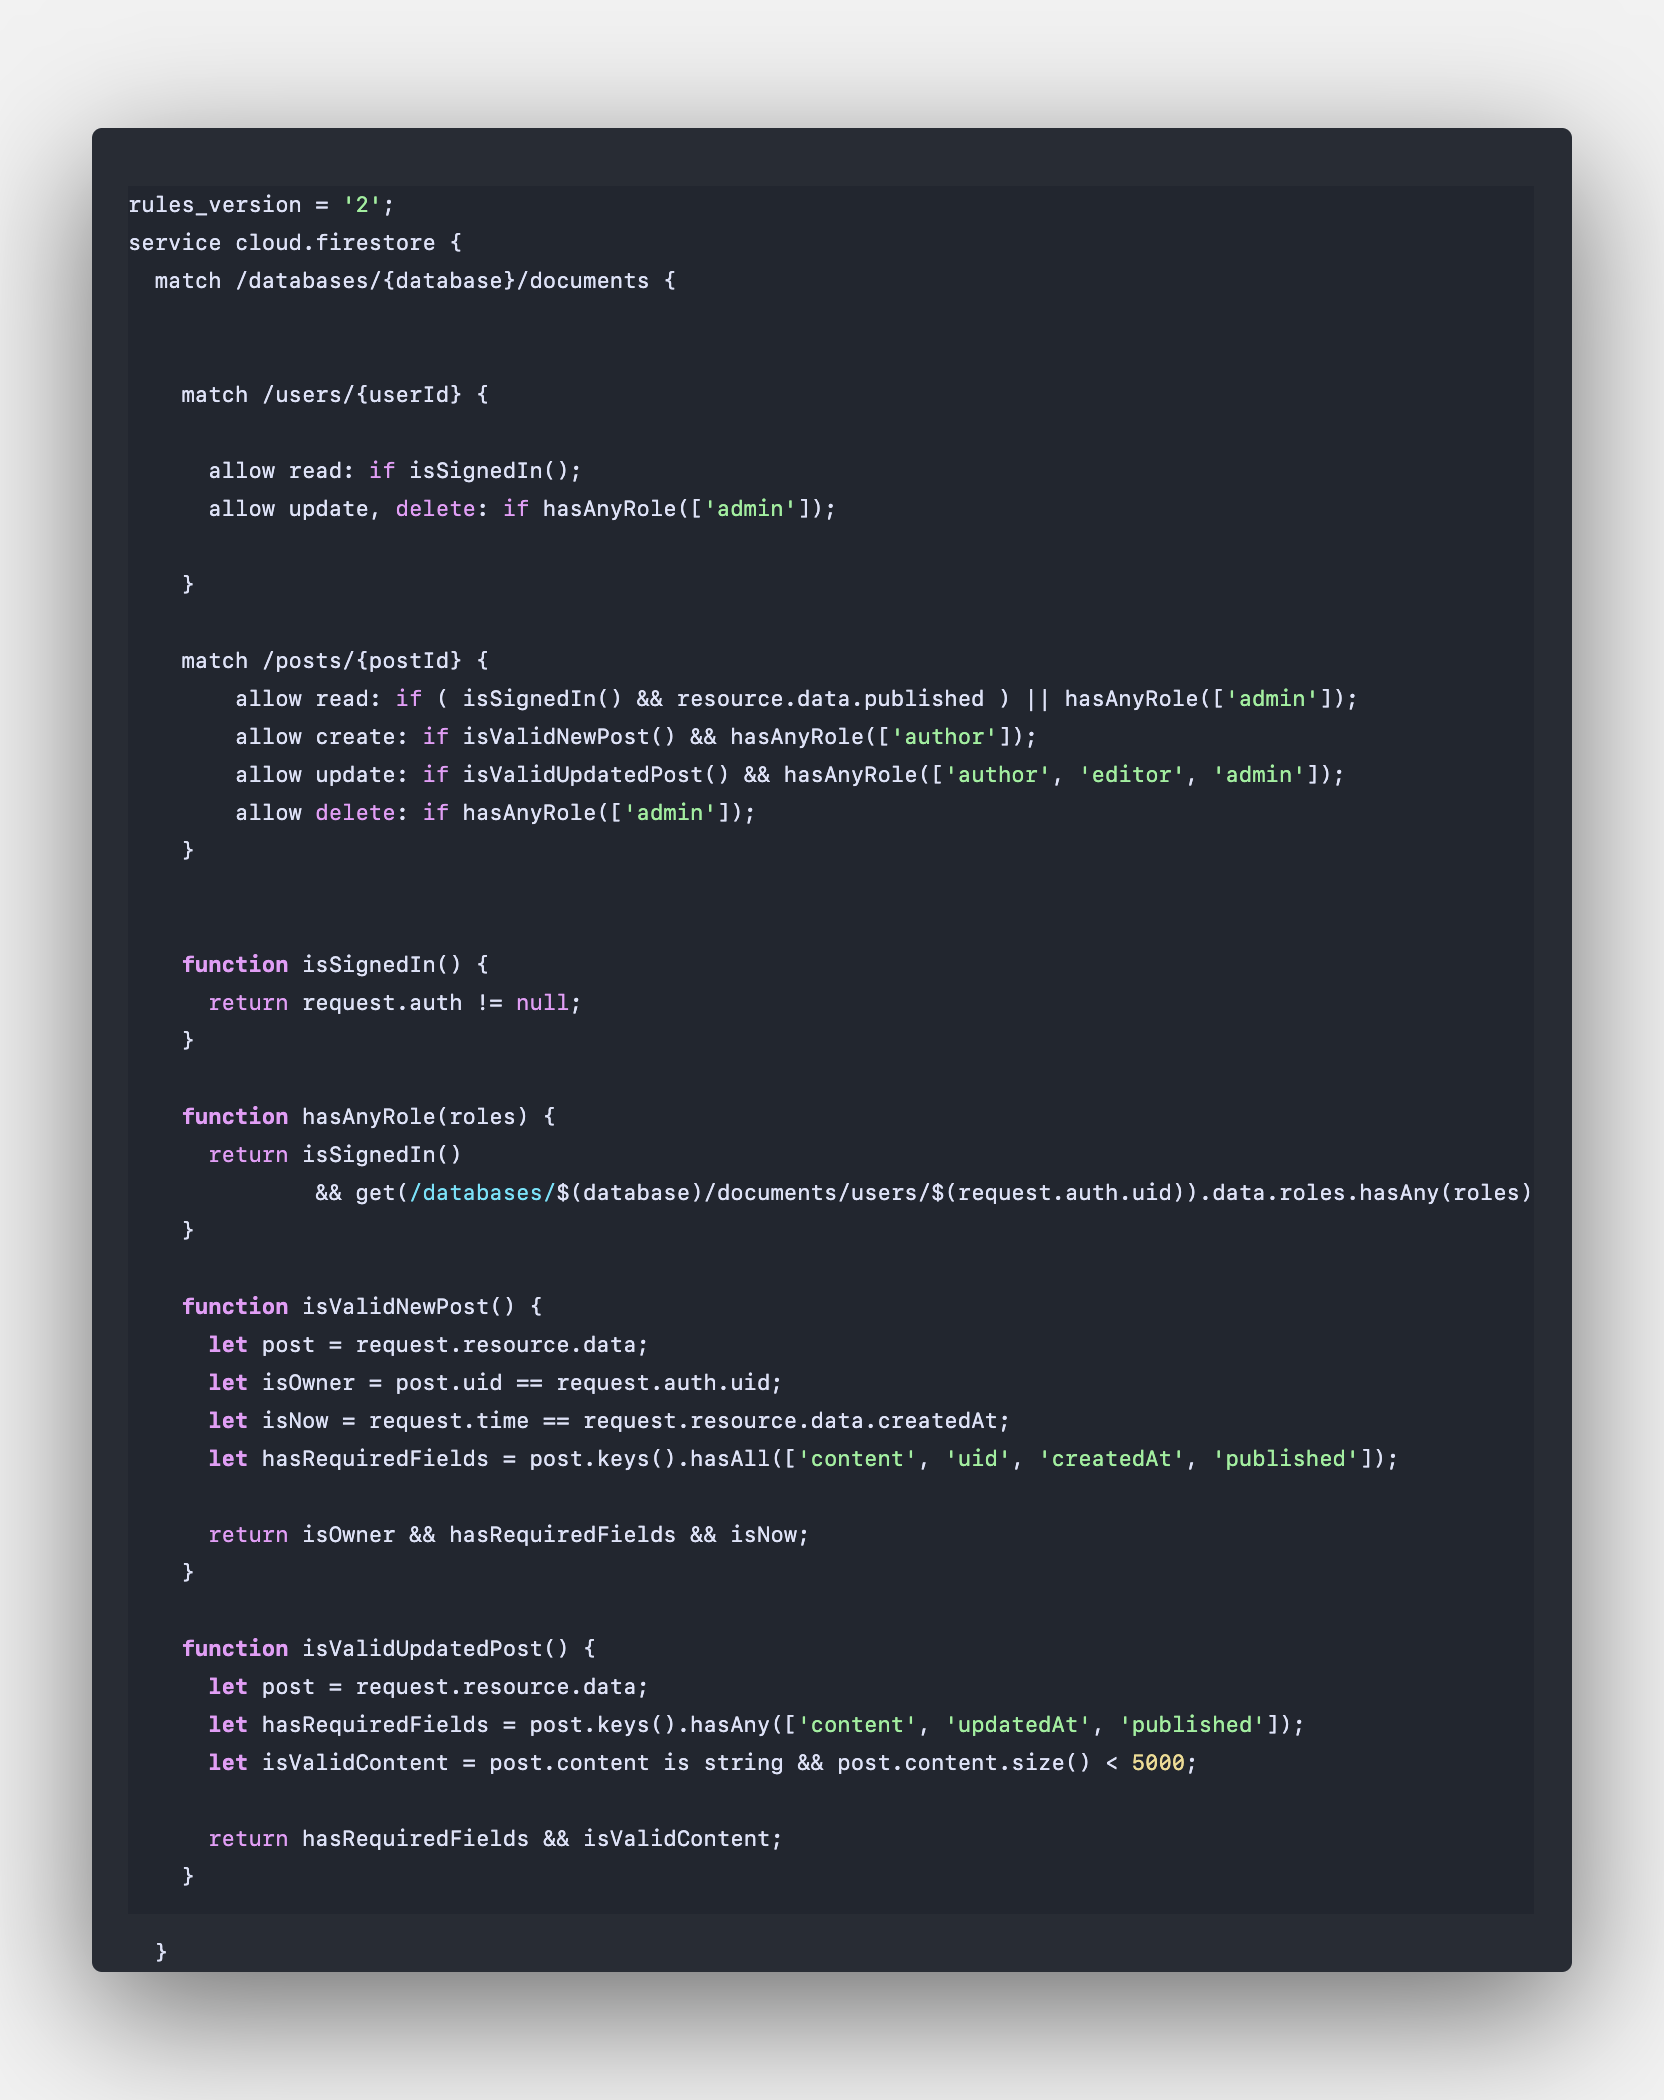 rules_version = '2';
service cloud.firestore {
  match /databases/{database}/documents {
    match /users/{userId} {
      allow read: if isSignedIn();
      allow update, delete: if hasAnyRole(['admin']);
    }
    match /posts/{postId} {
        allow read: if ( isSignedIn() && resource.data.published ) || hasAnyRole(['admin']);
        allow create: if isValidNewPost() && hasAnyRole(['author']);
        allow update: if isValidUpdatedPost() && hasAnyRole(['author', 'editor', 'admin']);
        allow delete: if hasAnyRole(['admin']);
    }
    function isSignedIn() {
      return request.auth != null;
    }
    function hasAnyRole(roles) {
      return isSignedIn()
              && get(/databases/$(database)/documents/users/$(request.auth.uid)).data.roles.hasAny(roles)
    }
    function isValidNewPost() {
      let post = request.resource.data;
      let isOwner = post.uid == request.auth.uid;
      let isNow = request.time == request.resource.data.createdAt;
      let hasRequiredFields = post.keys().hasAll(['content', 'uid', 'createdAt', 'published']);
      return isOwner && hasRequiredFields && isNow;
    }
    function isValidUpdatedPost() {
      let post = request.resource.data;
      let hasRequiredFields = post.keys().hasAny(['content', 'updatedAt', 'published']);
      let isValidContent = post.content is string && post.content.size() < 5000;
      return hasRequiredFields && isValidContent;
    }
  }